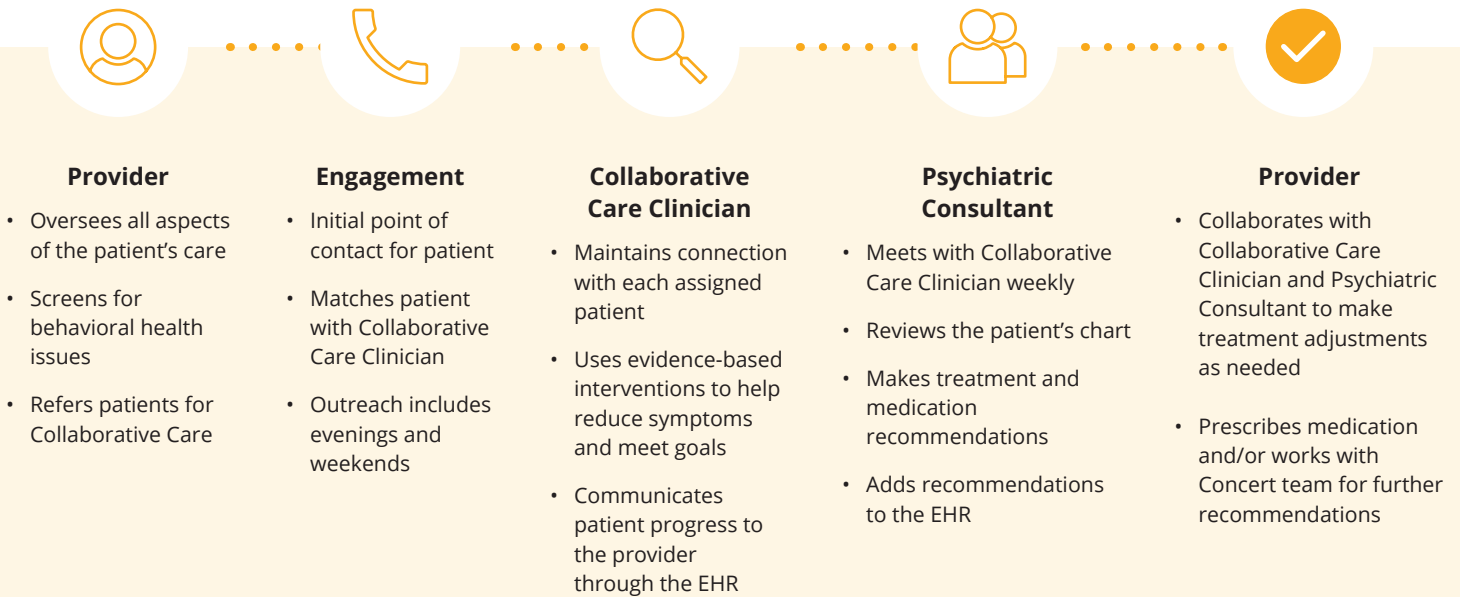 Provider
• Oversees all aspects
of the patient’s care
• Screens for
behavioral health
issues
• Refers patients for
Collaborative Care
Engagement
• Initial point of
contact for patient
• Matches patient
with Collaborative
Care Clinician
• Outreach includes
evenings and
weekends
Collaborative
Care Clinician
• Maintains connection
with each assigned
patient
• Uses evidence-based
interventions to help
reduce symptoms
and meet goals
• Communicates
patient progress to
the provider
through the EHR
Psychiatric
Consultant
• Meets with Collaborative
Care Clinician weekly
• Reviews the patient’s chart
• Makes treatment and
medication
recommendations
• Adds recommendations
to the EHR
Provider
• Collaborates with
Collaborative Care
Clinician and Psychiatric
Consultant to make
treatment adjustments
as needed
• Prescribes medication
and/or works with
Concert team for further
recommendations